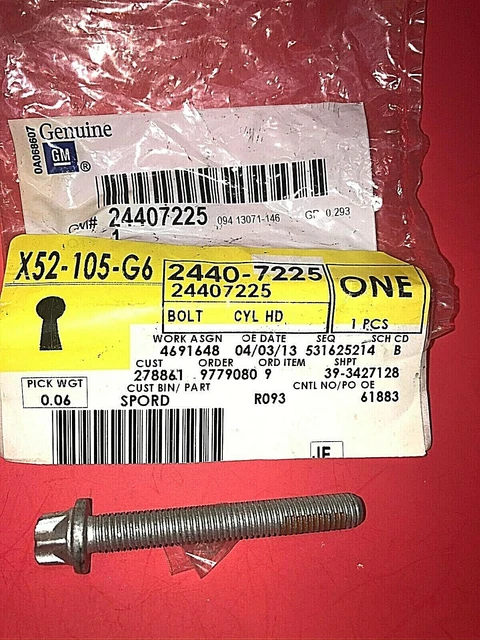 Genuine
0A068607
GM ®
GM# 24407225 094 13071-146 GR 0.293
1
X52-105-G6
2440-7225
24407225
ONE
BOLT CYL HD
1 PCS
WORK ASGN OE DATE SEQ SCH CD
4691648 04/03/13 531625214 B
CUST ORDER ORD ITEM SHPT
278861 9779080 9 39-3427128
PICK WGT CUST BIN/ PART CNTL NO/PO OE
0.06 SPORD R093 61883